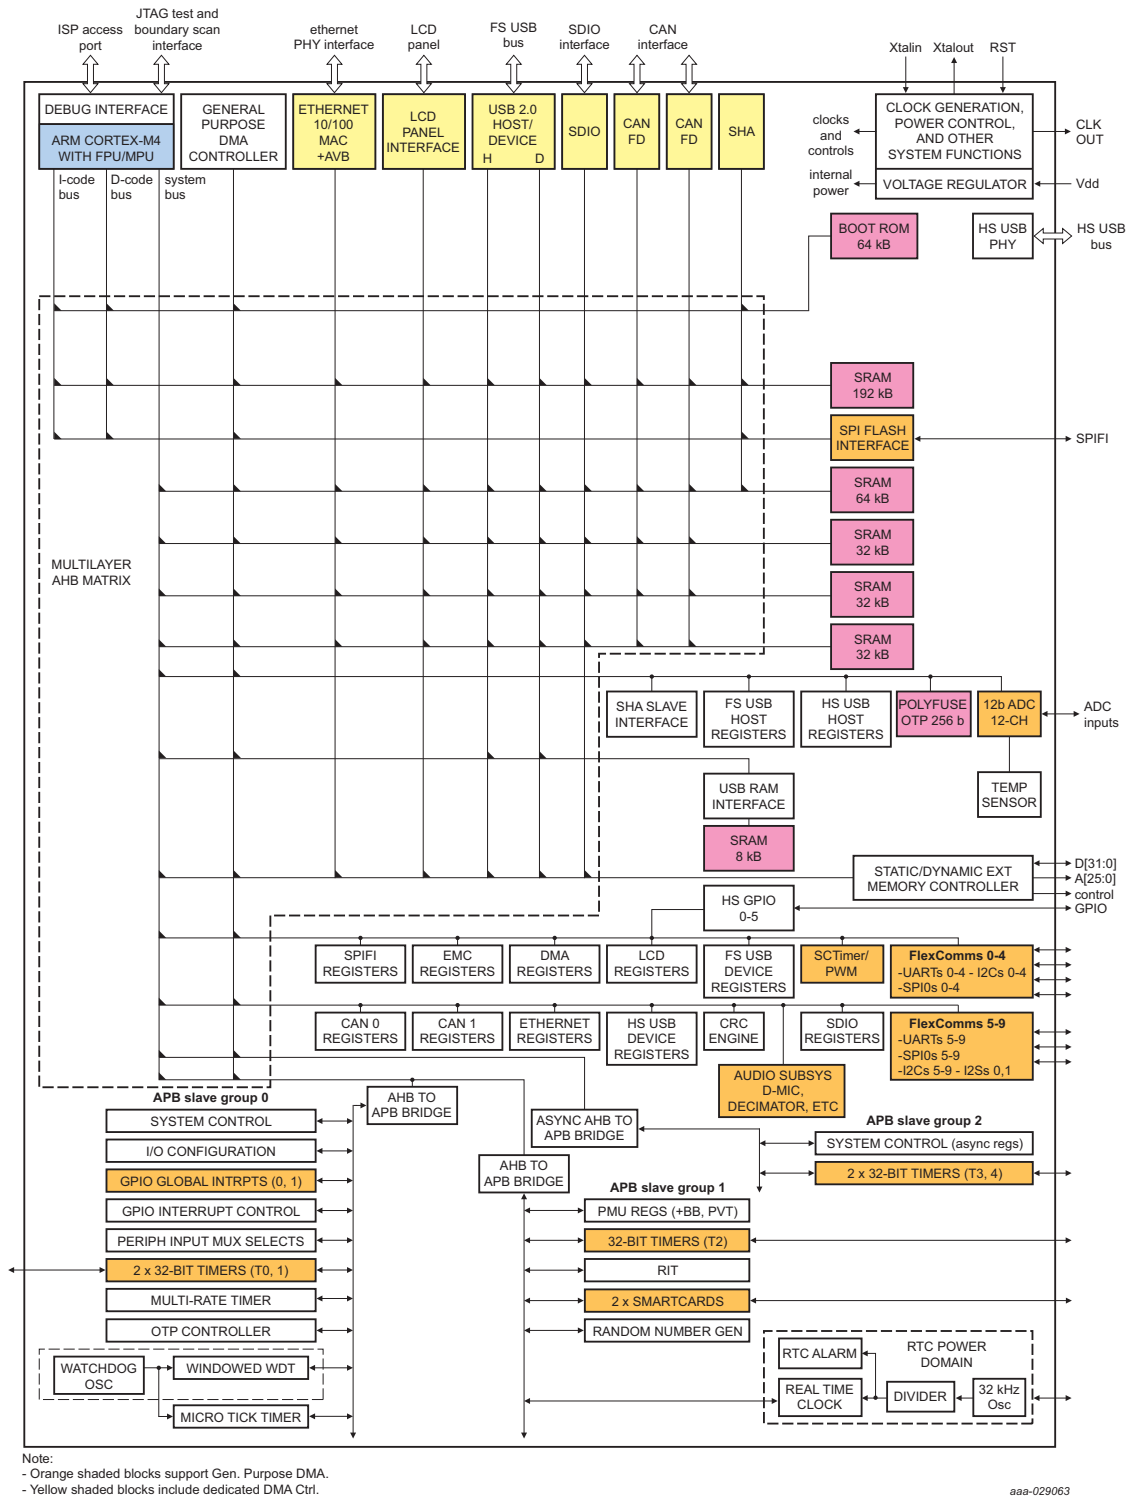 ISP access
port
JTAG test and
boundary scan
interface
ethernet
PHY interface
LCD
panel
FS USB
bus
SDIO
interface
CAN
interface
Xtalin
Xtalout
RST
DEBUG INTERFACE
ARM CORTEX-M4
WITH FPU/MPU
GENERAL
PURPOSE
DMA
CONTROLLER
ETHERNET
10/100
MAC
+AVB
LCD
PANEL
INTERFACE
USB 2.0
HOST/
DEVICE
H D
SDIO
CAN
FD
CAN
FD
SHA
clocks
and
controls
internal
power
CLOCK GENERATION,
POWER CONTROL,
AND OTHER
SYSTEM FUNCTIONS
VOLTAGE REGULATOR
CLK
OUT
Vdd
I-code
bus
D-code
bus
system
bus
BOOT ROM
64 kB
HS USB
PHY
HS USB
bus
SRAM
192 kB
SPI FLASH
INTERFACE
SPIFI
SRAM
64 kB
SRAM
32 kB
MULTILAYER
AHB MATRIX
SRAM
32 kB
SRAM
32 kB
SHA SLAVE
INTERFACE
FS USB
HOST
REGISTERS
HS USB
HOST
REGISTERS
POLYFUSE
OTP 256 b
12b ADC
12-CH
ADC
inputs
USB RAM
INTERFACE
TEMP
SENSOR
SRAM
8 kB
STATIC/DYNAMIC EXT
MEMORY CONTROLLER
D[31:0]
A[25:0]
control
GPIO
HS GPIO
0-5
SPIFI
REGISTERS
EMC
REGISTERS
DMA
REGISTERS
LCD
REGISTERS
FS USB
DEVICE
REGISTERS
SCTimer/
PWM
FlexComms 0-4
-UARTs 0-4 - I2Cs 0-4
-SPI0s 0-4
CAN 0
REGISTERS
CAN 1
REGISTERS
ETHERNET
REGISTERS
HS USB
DEVICE
REGISTERS
CRC
ENGINE
SDIO
REGISTERS
FlexComms 5-9
-UARTs 5-9
-SPI0s 5-9
-I2Cs 5-9 - I2Ss 0,1
AUDIO SUBSYS
D-MIC,
DECIMATOR, ETC
APB slave group 0
AHB TO
APB BRIDGE
ASYNC AHB TO
APB BRIDGE
AHB TO
APB BRIDGE
APB slave group 2
SYSTEM CONTROL (async regs)
2 x 32-BIT TIMERS (T3, 4)
SYSTEM CONTROL
I/O CONFIGURATION
GPIO GLOBAL INTRPTS (0, 1)
GPIO INTERRUPT CONTROL
PERIPH INPUT MUX SELECTS
2 x 32-BIT TIMERS (T0, 1)
MULTI-RATE TIMER
OTP CONTROLLER
WATCHDOG
OSC
WINDOWED WDT
MICRO TICK TIMER
APB slave group 1
PMU REGS (+BB, PVT)
32-BIT TIMERS (T2)
RIT
2 x SMARTCARDS
RANDOM NUMBER GEN
RTC ALARM
RTC POWER
DOMAIN
REAL TIME
CLOCK
DIVIDER
32 kHz
Osc
Note:
- Orange shaded blocks support Gen. Purpose DMA.
- Yellow shaded blocks include dedicated DMA Ctrl.
aaa-029063